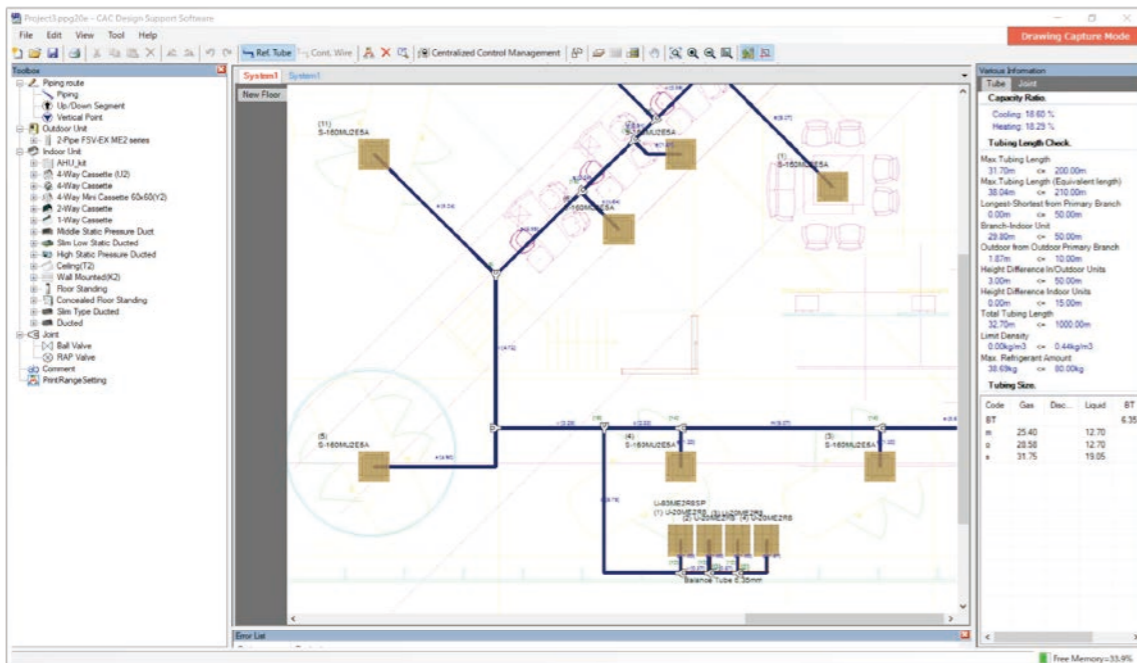 Project3.ppg20e - CAC Design Support Software
File Edit View Tool Help
Drawing Capture Mode
Ref. Tube
Cont. Wire
Centralized Control Management
Toolbox
Piping route
Piping
Up/Down Segment
Vertical Point
Outdoor Unit
2-Pipe FSV-EX ME2 series
Indoor Unit
AHU_kit
4-Way Cassette (U2)
4-Way Cassette
4-Way Mini Cassette 60x60(Y2)
2-Way Cassette
1-Way Cassette
Middle Static Pressure Duct
Slim Low Static Ducted
High Static Pressure Ducted
Ceiling(T2)
Wall Mounted(K2)
Floor Standing
Concealed Floor Standing
Slim Type Ducted
Ducted
Joint
Ball Valve
RAP Valve
Comment
PrintRangeSetting
System1 System1
New Floor
(11)
S-160MU2E5A
(1)
S-160MU2E5A
(5)
S-160MU2E5A
(4)
S-160MU2E5A
(3)
S-160MU2E5A
(1) U-20ME2R8 (2) U-20ME2R8 (4) U-20ME2R8
Balance Tube 6.35mm
Error List
Various Information
Tube Joint
Capacity Ratio.
Cooling: 18.60 %
Heating: 18.29 %
Tubing Length Check.
Max.Tubing Length
31.70m <= 200.00m
Max.Tubing Length (Equivalent length)
38.04m <= 210.00m
Longest-Shortest from Primary Branch
0.00m <= 50.00m
Branch-Indoor Unit
29.80m <= 50.00m
Outdoor from Outdoor Primary Branch
1.87m <= 10.00m
Height Difference In/Outdoor Units
3.00m <= 50.00m
Height Difference Indoor Units
0.00m <= 15.00m
Total Tubing Length
32.70m <= 1000.00m
Limit Density
0.00kg/m3 <= 0.44kg/m3
Max. Refrigerant Amount
38.69kg <= 80.00kg
Tubing Size.
Code Gas Disc... Liquid BT
BT 6.35
m 25.40 12.70
o 28.58 12.70
s 31.75 19.05
Free Memory=33.9%